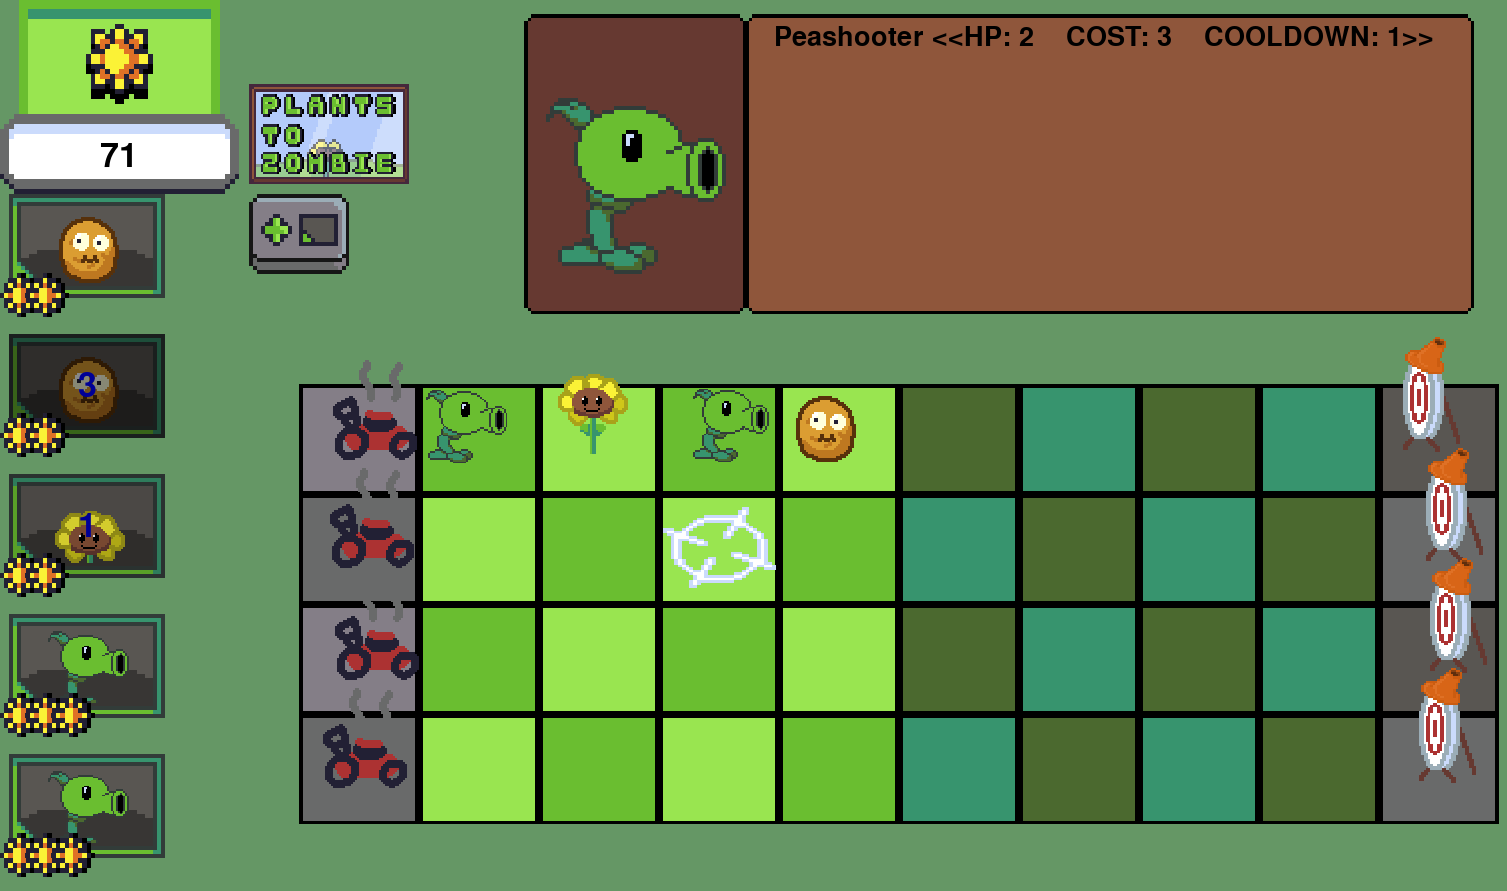 Peashooter <<HP: 2 COST: 3 COOLDOWN: 1>>
71
PLANTS
TO
ZOMBIE
3
1